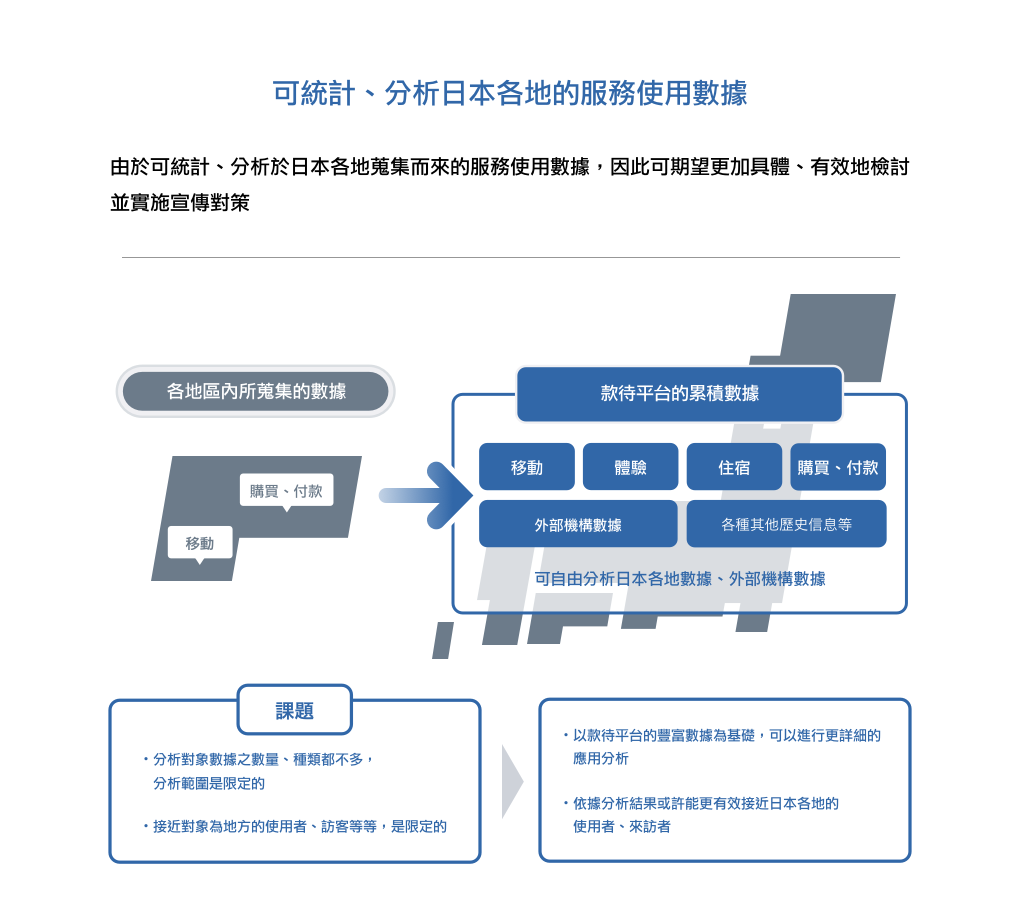 可統計、分析日本各地的服務使用數據
由於可統計、分析於日本各地蒐集而來的服務使用數據，因此可期望更加具體、有效地檢討
並實施宣傳對策
各地區內所蒐集的數據
購買、付款
移動
款待平台的累積數據
移動
體驗
住宿
購買、付款
外部機構數據
各種其他歷史信息等
可自由分析日本各地數據、外部機構數據
課題
・分析對象數據之數量、種類都不多，
分析範圍是限定的
・接近對象為地方的使用者、訪客等等，是限定的
・以款待平台的豐富數據為基礎，可以進行更詳細的
應用分析
・依據分析結果或許能更有效接近日本各地的
使用者、來訪者